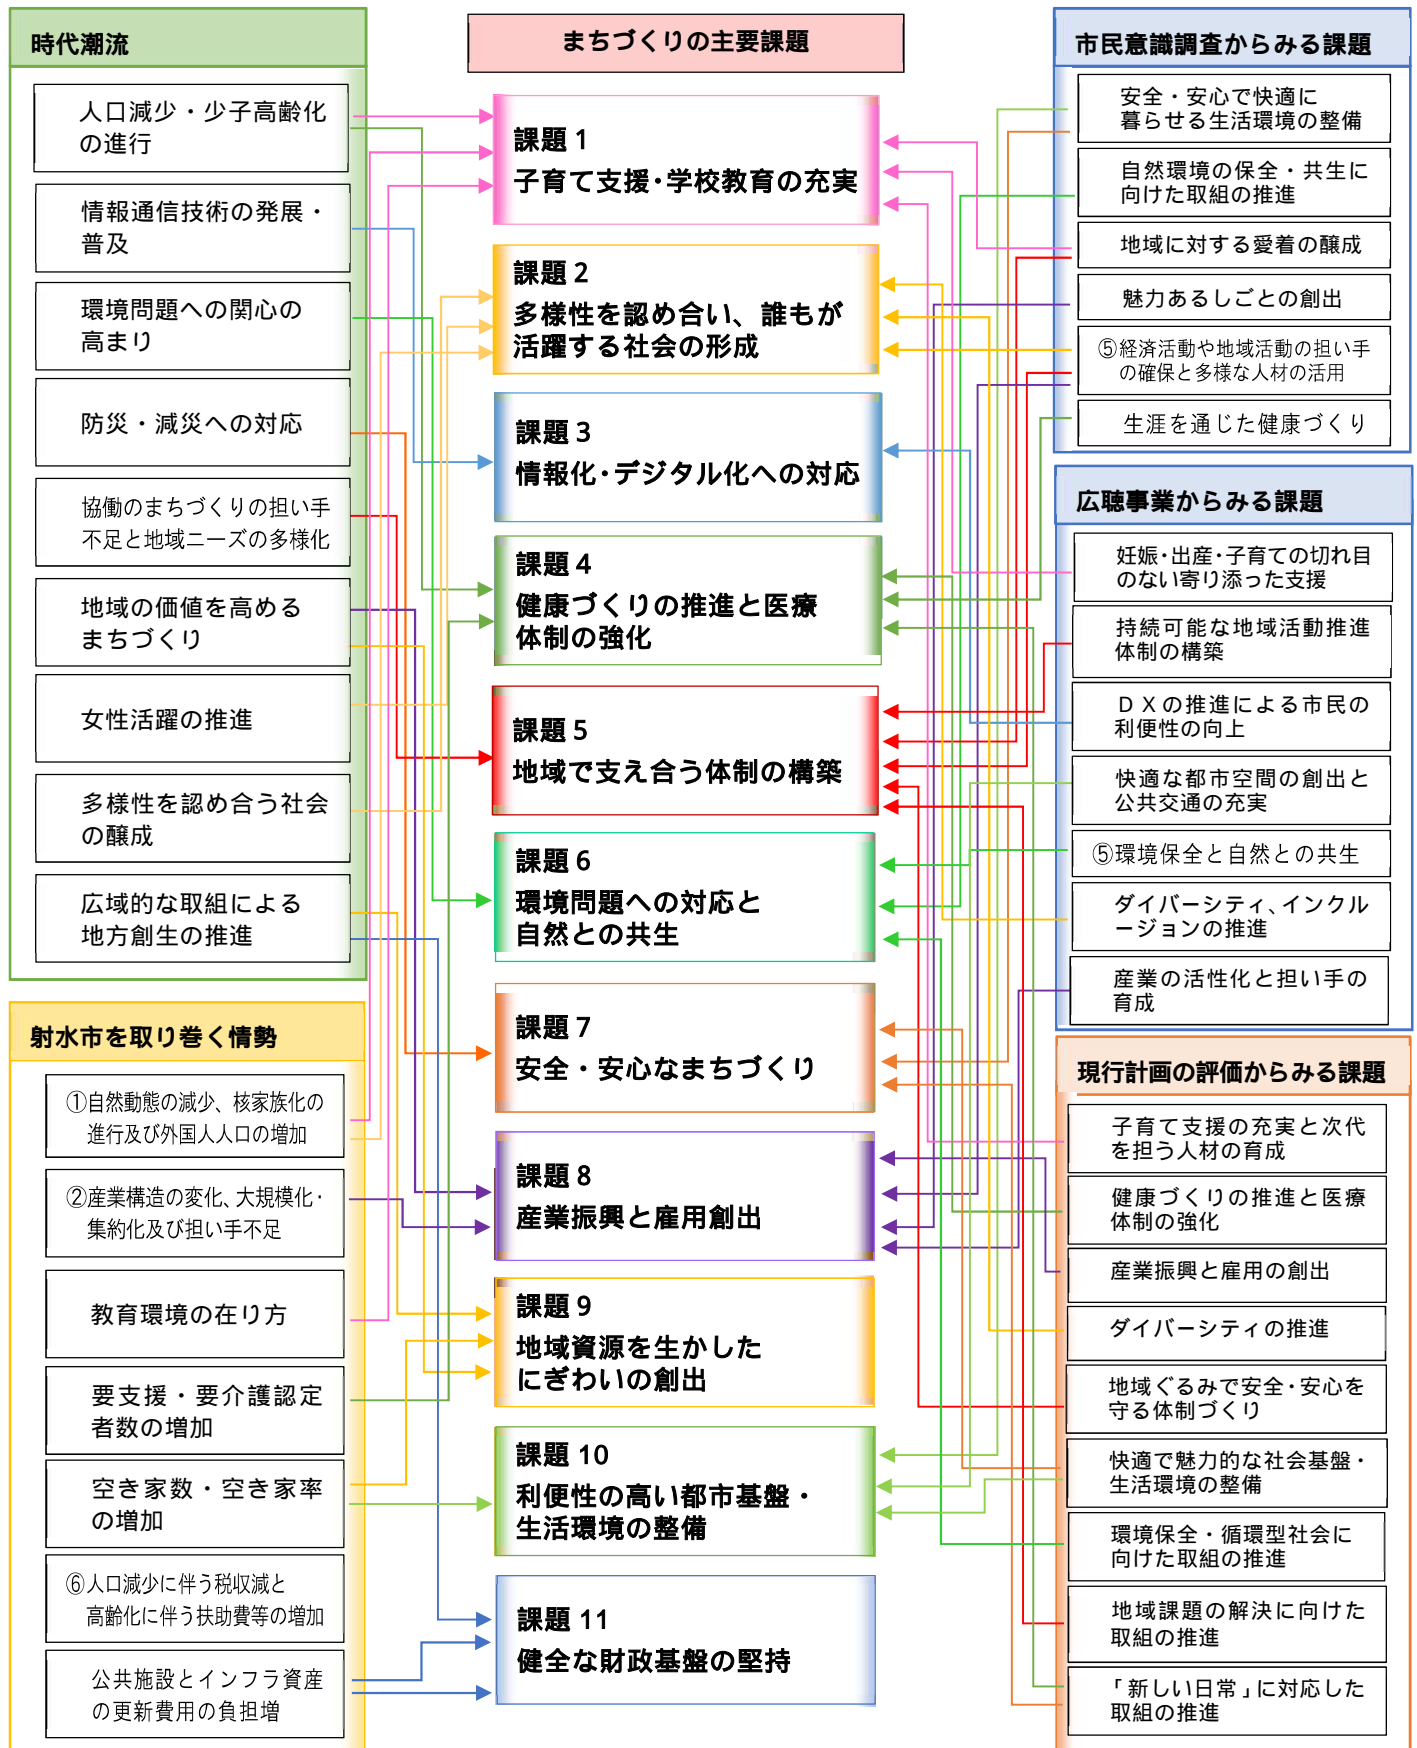 時代潮流
人口減少・少子高齢化
の進行
情報通信技術の発展・
普及
環境問題への関心の
高まり
防災・減災への対応
協働のまちづくりの担い手
不足と地域ニーズの多様化
地域の価値を高める
まちづくり
女性活躍の推進
多様性を認め合う社会
の醸成
広域的な取組による
地方創生の推進
射水市を取り巻く情勢
①自然動態の減少、核家族化の
進行及び外国人人口の増加
②産業構造の変化、大規模化・
集約化及び担い手不足
教育環境の在り方
要支援・要介護認定
者数の増加
空き家数・空き家率
の増加
⑥人口減少に伴う税収減と
高齢化に伴う扶助費等の増加
公共施設とインフラ資産
の更新費用の負担増
まちづくりの主要課題
課題 1
子育て支援・学校教育の充実
課題 2
多様性を認め合い、誰もが
活躍する社会の形成
課題 3
情報化・デジタル化への対応
課題 4
健康づくりの推進と医療
体制の強化
課題 5
地域で支え合う体制の構築
課題 6
環境問題への対応と
自然との共生
課題 7
安全・安心なまちづくり
課題 8
産業振興と雇用創出
課題 9
地域資源を生かした
にぎわいの創出
課題 10
利便性の高い都市基盤・
生活環境の整備
課題 11
健全な財政基盤の堅持
市民意識調査からみる課題
安全・安心で快適に
暮らせる生活環境の整備
自然環境の保全・共生に
向けた取組の推進
地域に対する愛着の醸成
魅力あるしごとの創出
⑤経済活動や地域活動の担い手
の確保と多様な人材の活用
生涯を通じた健康づくり
広聴事業からみる課題
妊娠・出産・子育ての切れ目
のない寄り添った支援
持続可能な地域活動推進
体制の構築
ＤＸの推進による市民の
利便性の向上
快適な都市空間の創出と
公共交通の充実
⑤環境保全と自然との共生
ダイバーシティ、インクル
ージョンの推進
産業の活性化と担い手の
育成
現行計画の評価からみる課題
子育て支援の充実と次代
を担う人材の育成
健康づくりの推進と医療
体制の強化
産業振興と雇用の創出
ダイバーシティの推進
地域ぐるみで安全・安心を
守る体制づくり
快適で魅力的な社会基盤・
生活環境の整備
環境保全・循環型社会に
向けた取組の推進
地域課題の解決に向けた
取組の推進
「新しい日常」に対応した
取組の推進